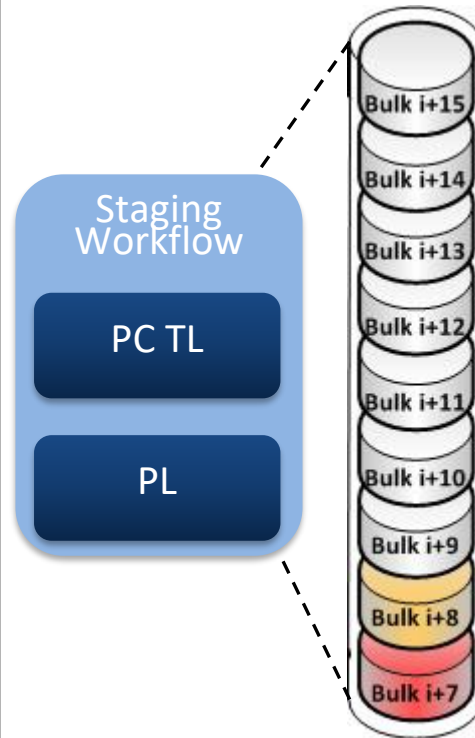 Staging
Workflow
PC TL
PL
Bulk i+15
Bulk i+14
Bulk i+13
Bulk i+12
Bulk i+11
Bulk i+10
Bulk i+9
Bulk i+8
Bulk i+7